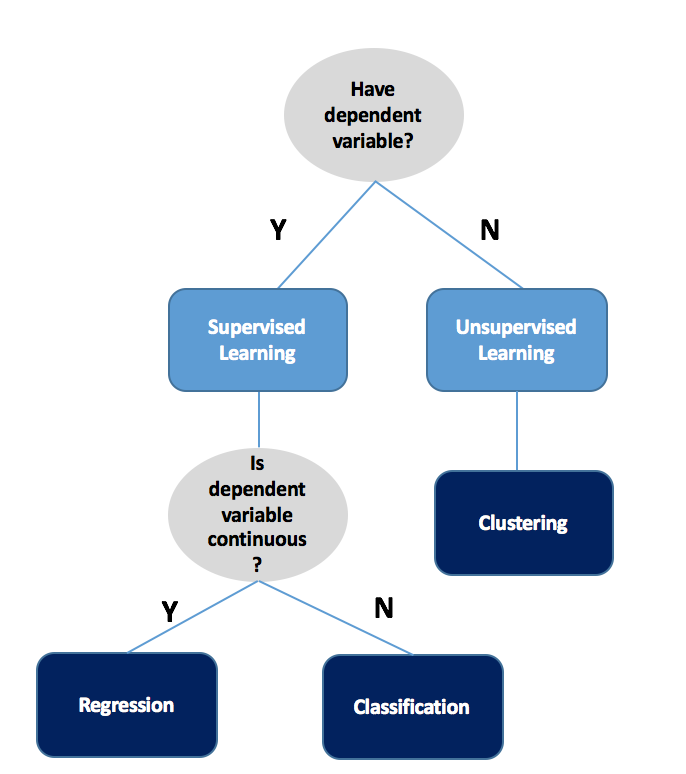 Have
dependent
variable?
Y
N
Supervised
Learning
Unsupervised
Learning
Is
dependent
variable
continuous
?
Clustering
Y
N
Regression
Classification